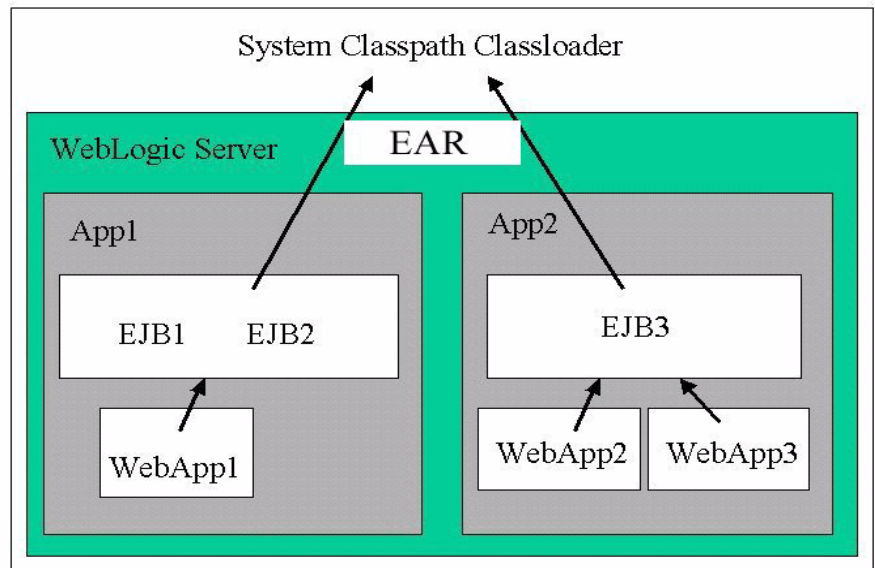 System Classpath Classloader
EAR
WebLogic Server
App1
App2
EJB1 EJB2
EJB3
WebApp1
WebApp2
WebApp3